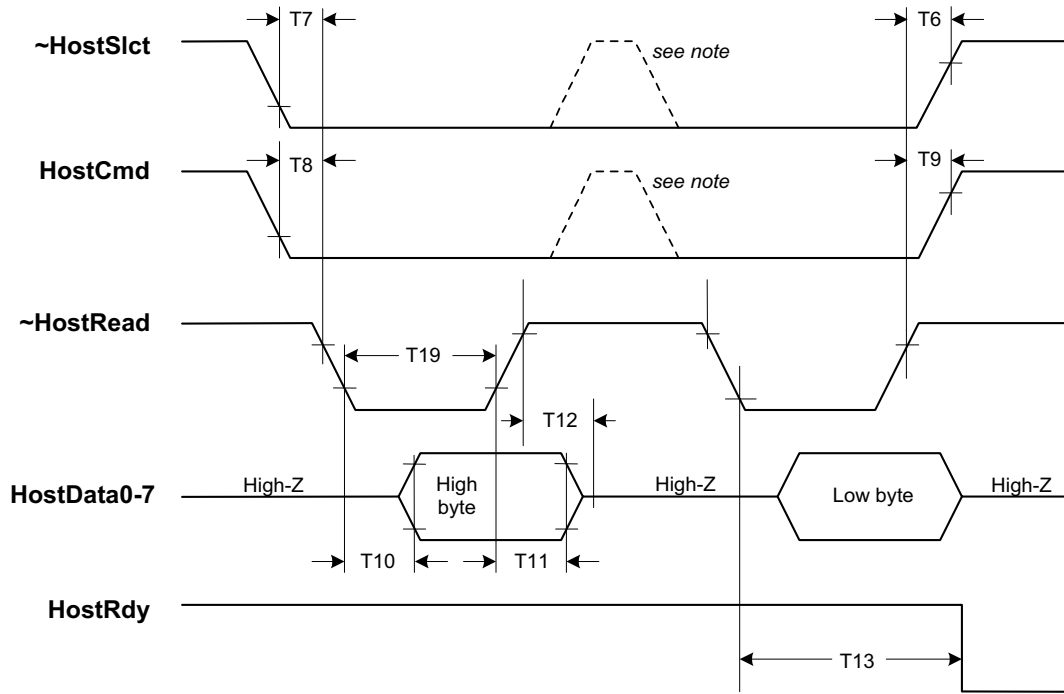 T7
T6
~HostSlct
see note
T8
T9
HostCmd
see note
~HostRead
T19
T12
HostData0-7
High-Z
High
byte
High-Z
Low byte
High-Z
T10
T11
HostRdy
T13